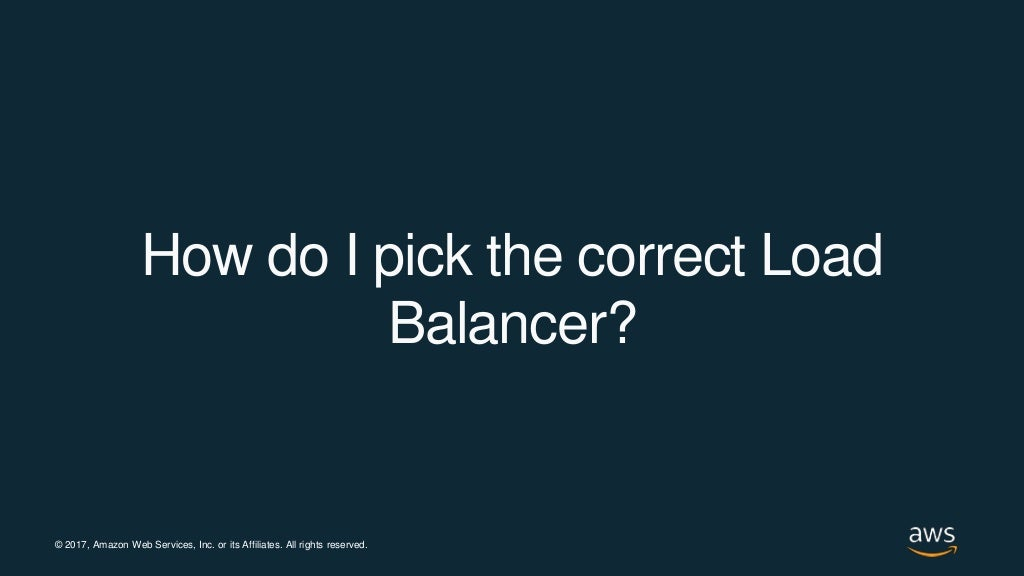 How do I pick the correct Load
Balancer?
© 2017, Amazon Web Services, Inc. or its Affiliates. All rights reserved.
aws